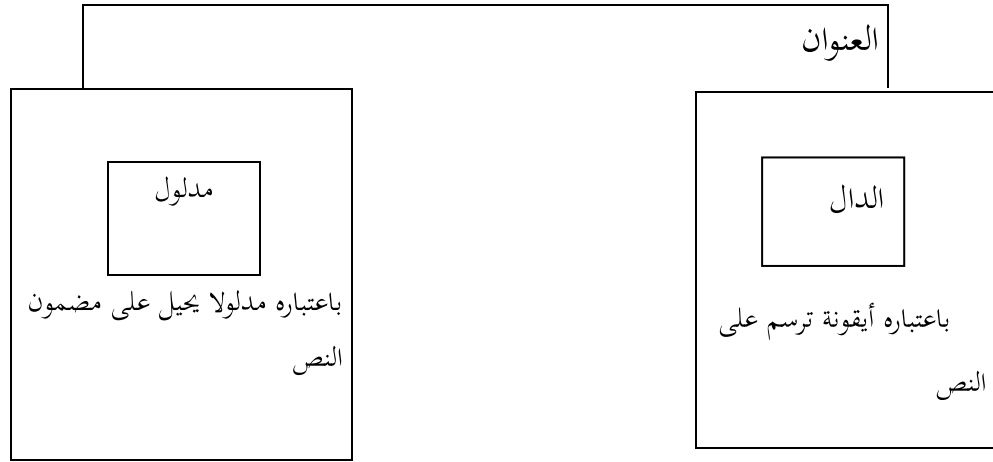 العنوان
الدال
باعتباره أيقونة ترسم على
النص
مدلول
باعتباره مدلولا يحيل على مضمون
النص